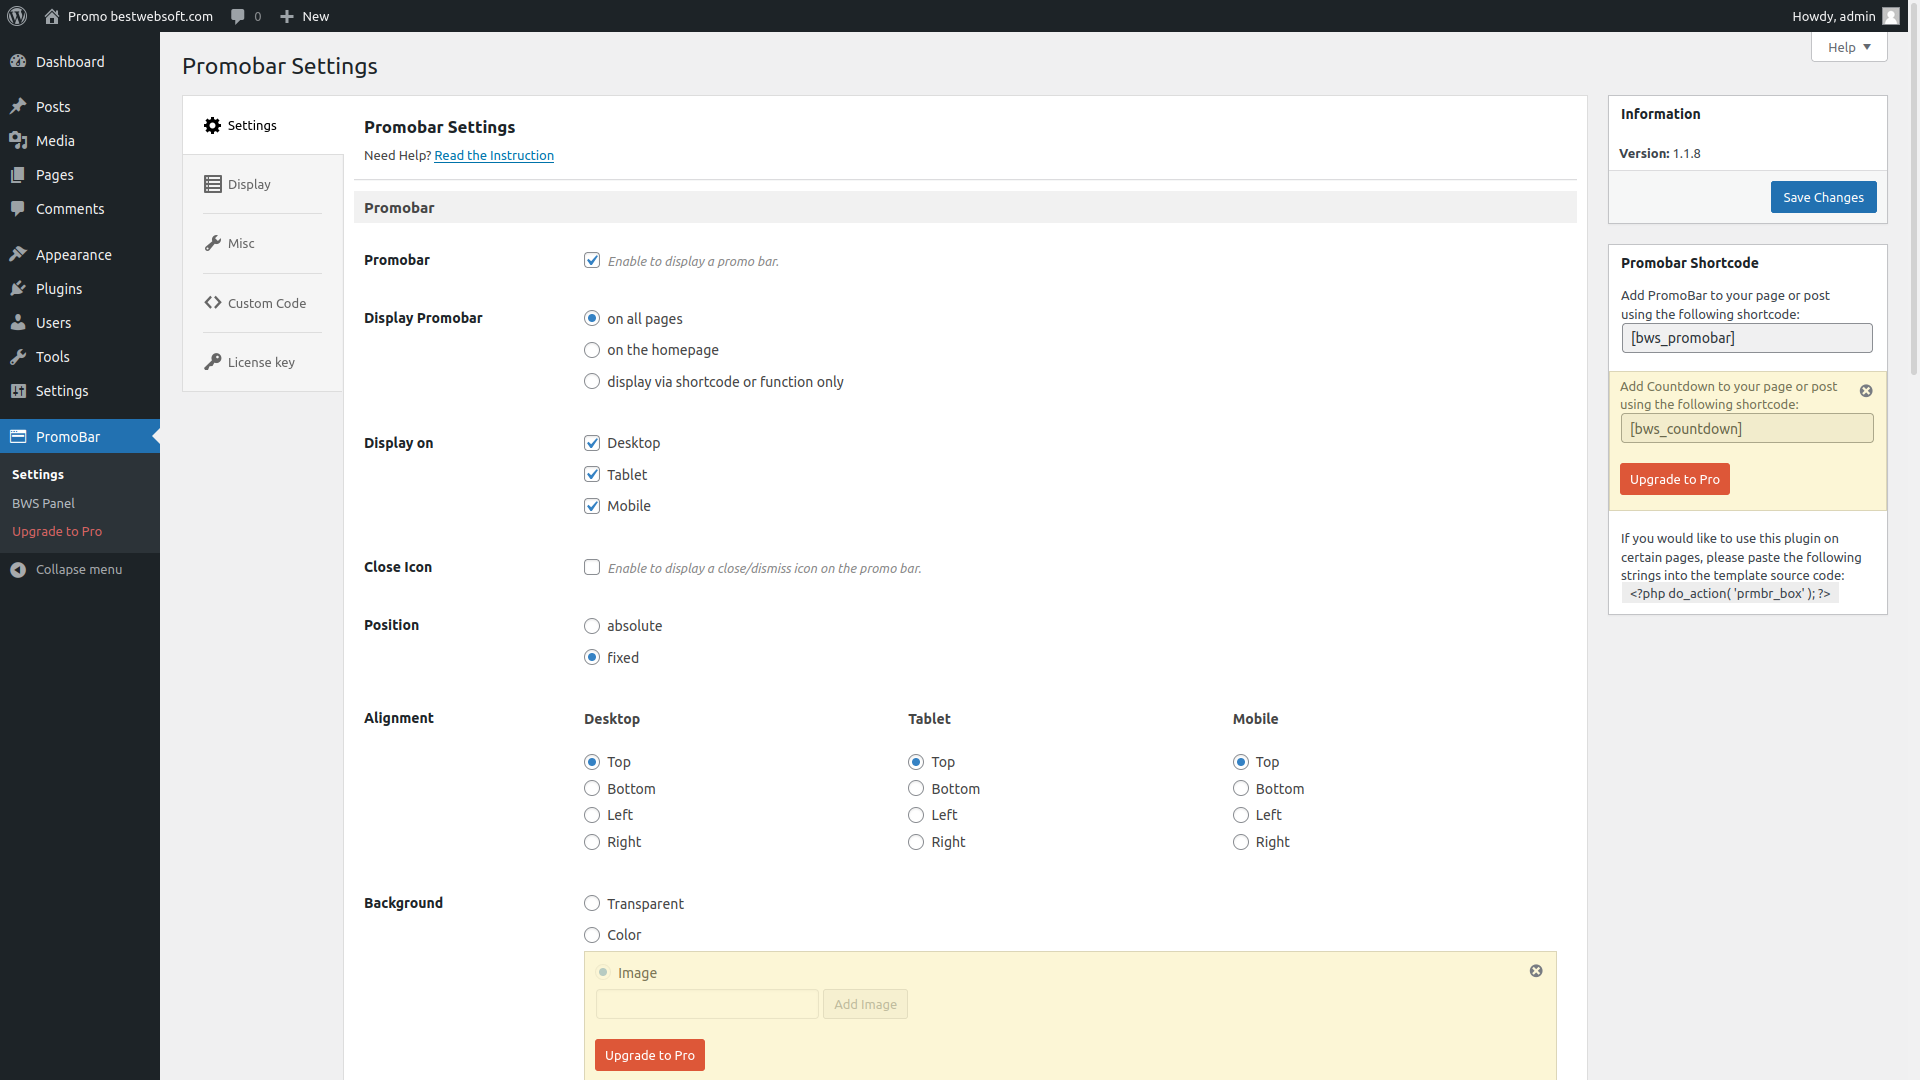 Promo bestwebsoft.com
0
New
Howdy, admin
Help
Dashboard
Posts
Media
Pages
Comments
Appearance
Plugins
Users
Tools
Settings
PromoBar
Settings
BWS Panel
Upgrade to Pro
Collapse menu
Promobar Settings
Settings
Display
Misc
Custom Code
License key
Promobar Settings
Need Help? Read the Instruction
Promobar
Promobar
Enable to display a promo bar.
Display Promobar
on all pages
on the homepage
display via shortcode or function only
Display on
Desktop
Tablet
Mobile
Close Icon
Enable to display a close/dismiss icon on the promo bar.
Position
absolute
fixed
Alignment
Desktop
Top
Bottom
Left
Right
Tablet
Top
Bottom
Left
Right
Mobile
Top
Bottom
Left
Right
Background
Transparent
Color
Image
Add Image
Upgrade to Pro
Information
Version: 1.1.8
Save Changes
Promobar Shortcode
Add PromoBar to your page or post
using the following shortcode:
[bws_promobar]
Add Countdown to your page or post
using the following shortcode:
[bws_countdown]
Upgrade to Pro
If you would like to use this plugin on
certain pages, please paste the following
strings into the template source code:
<?php do_action( 'prmbr_box' ); ?>